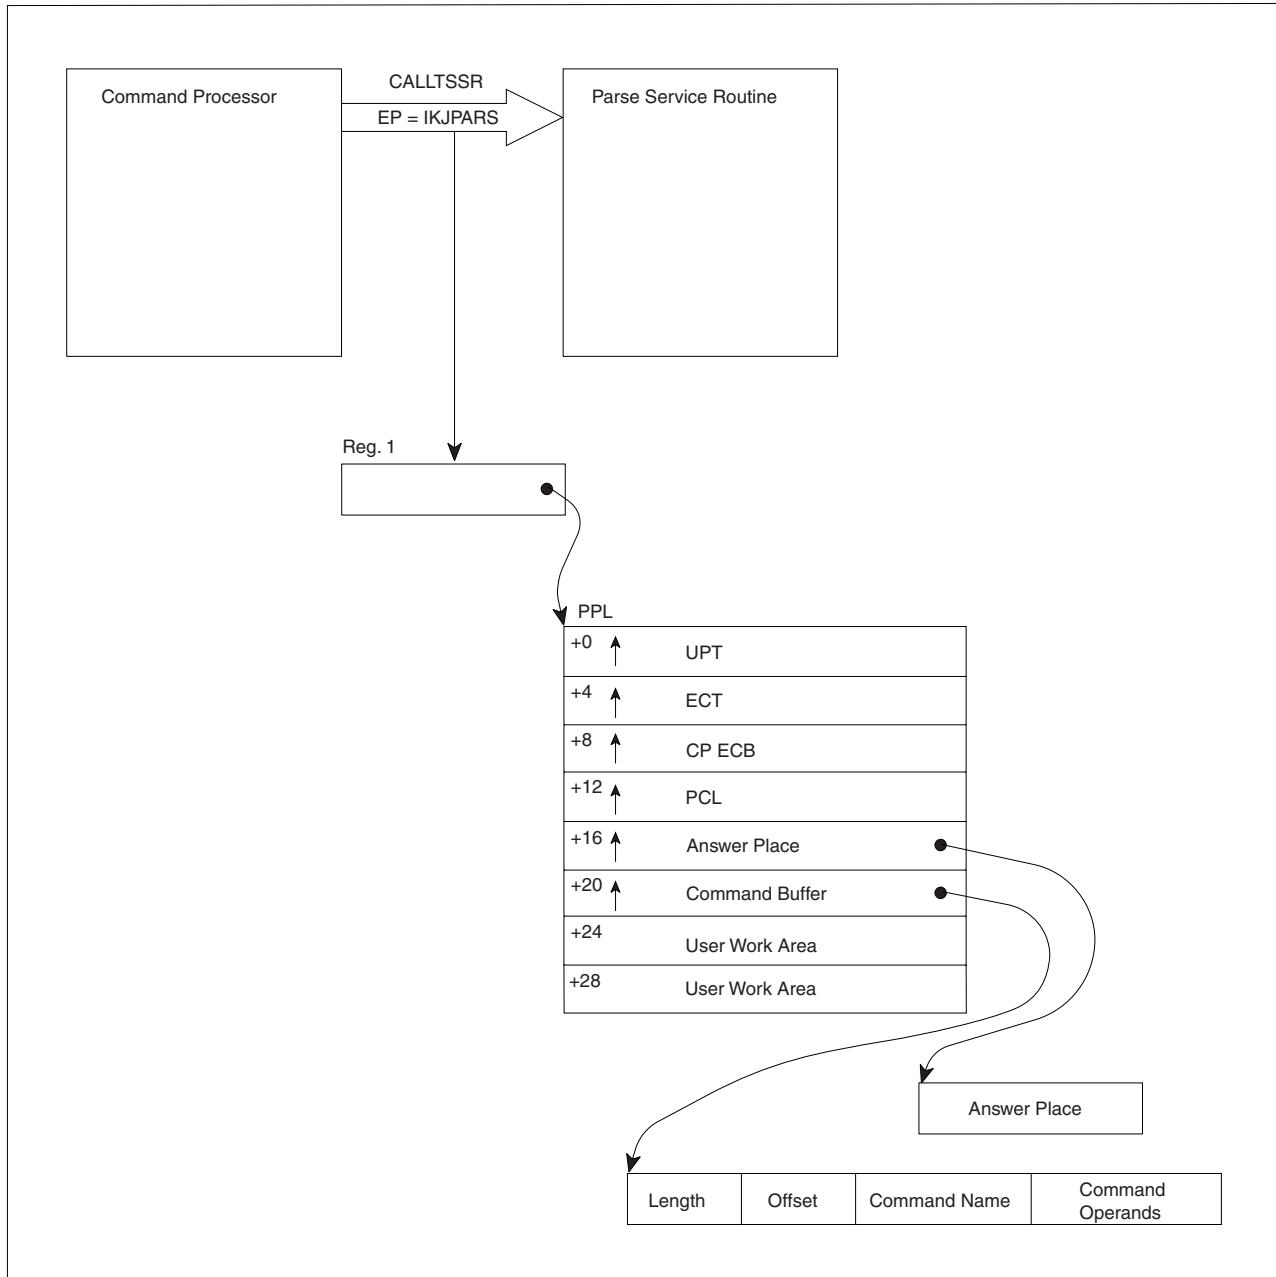 Command Processor
CALLTSSR
EP = IKJPARS
Parse Service Routine
Reg. 1
PPL
+0 UPT
+4 ECT
+8 CP ECB
+12 PCL
+16 Answer Place
+20 Command Buffer
+24 User Work Area
+28 User Work Area
Answer Place
Length Offset Command Name Command
Operands